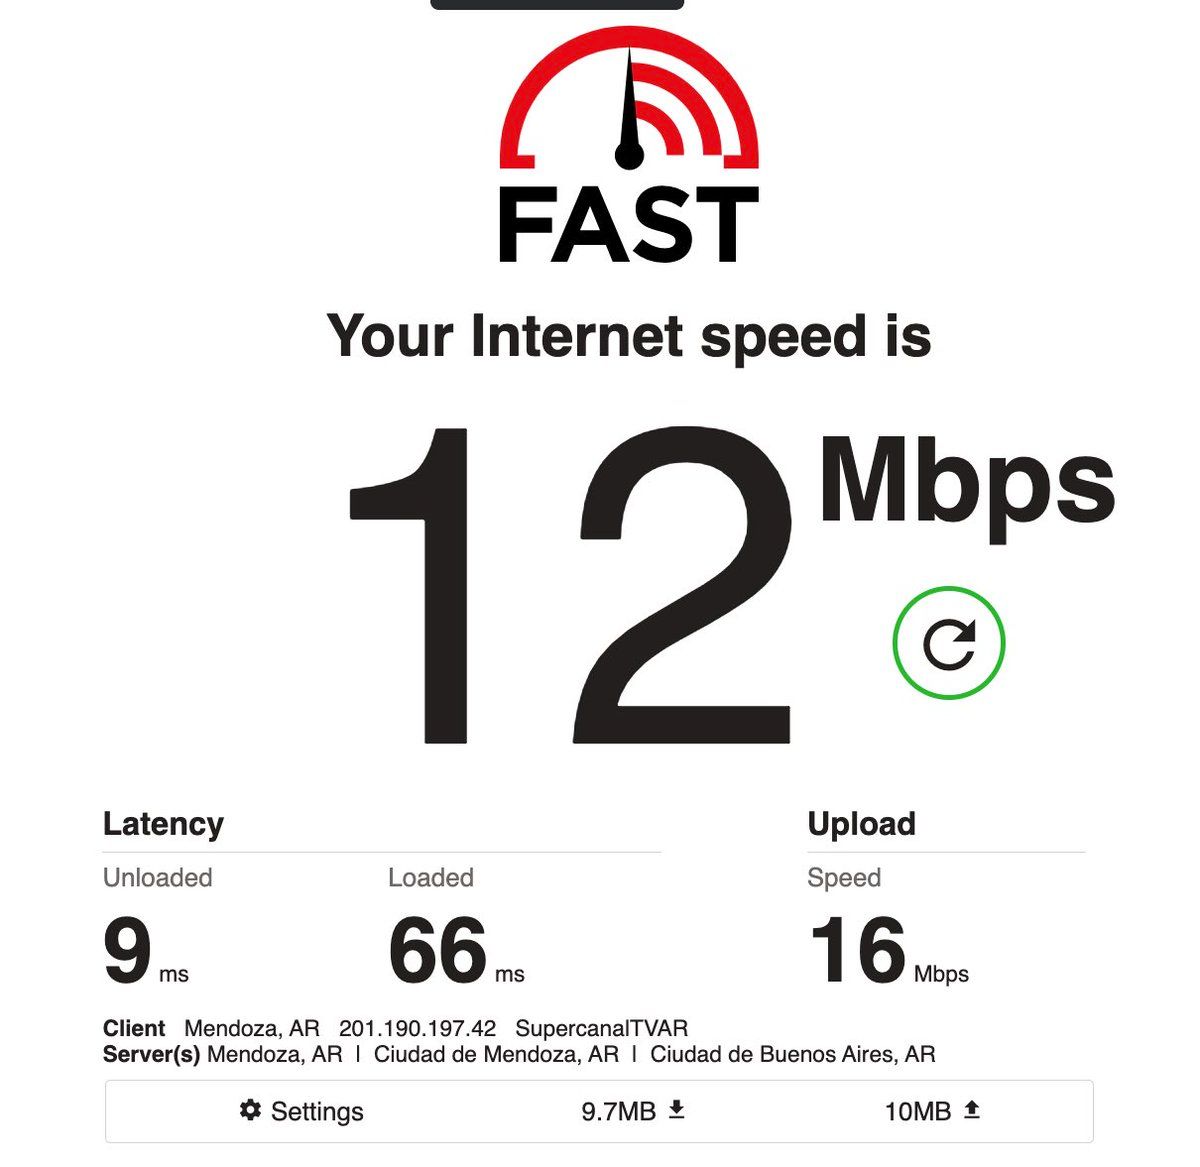 FAST
Your Internet speed is
12 Mbps
Latency
Upload
Unloaded Loaded
Speed
9 ms 66 ms
16 Mbps
Client Mendoza, AR 201.190.197.42 SupercanalTVAR
Server(s) Mendoza, AR | Ciudad de Mendoza, AR | Ciudad de Buenos Aires, AR
Settings 9.7MB 10MB